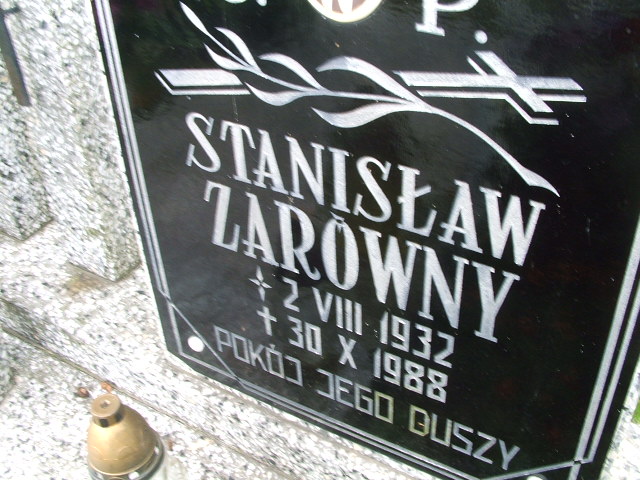 Ś. P.
STANISŁAW
ZARÓWNY
2 VIII 1932
30 X 1988
POKÓJ JEGO DUSZY